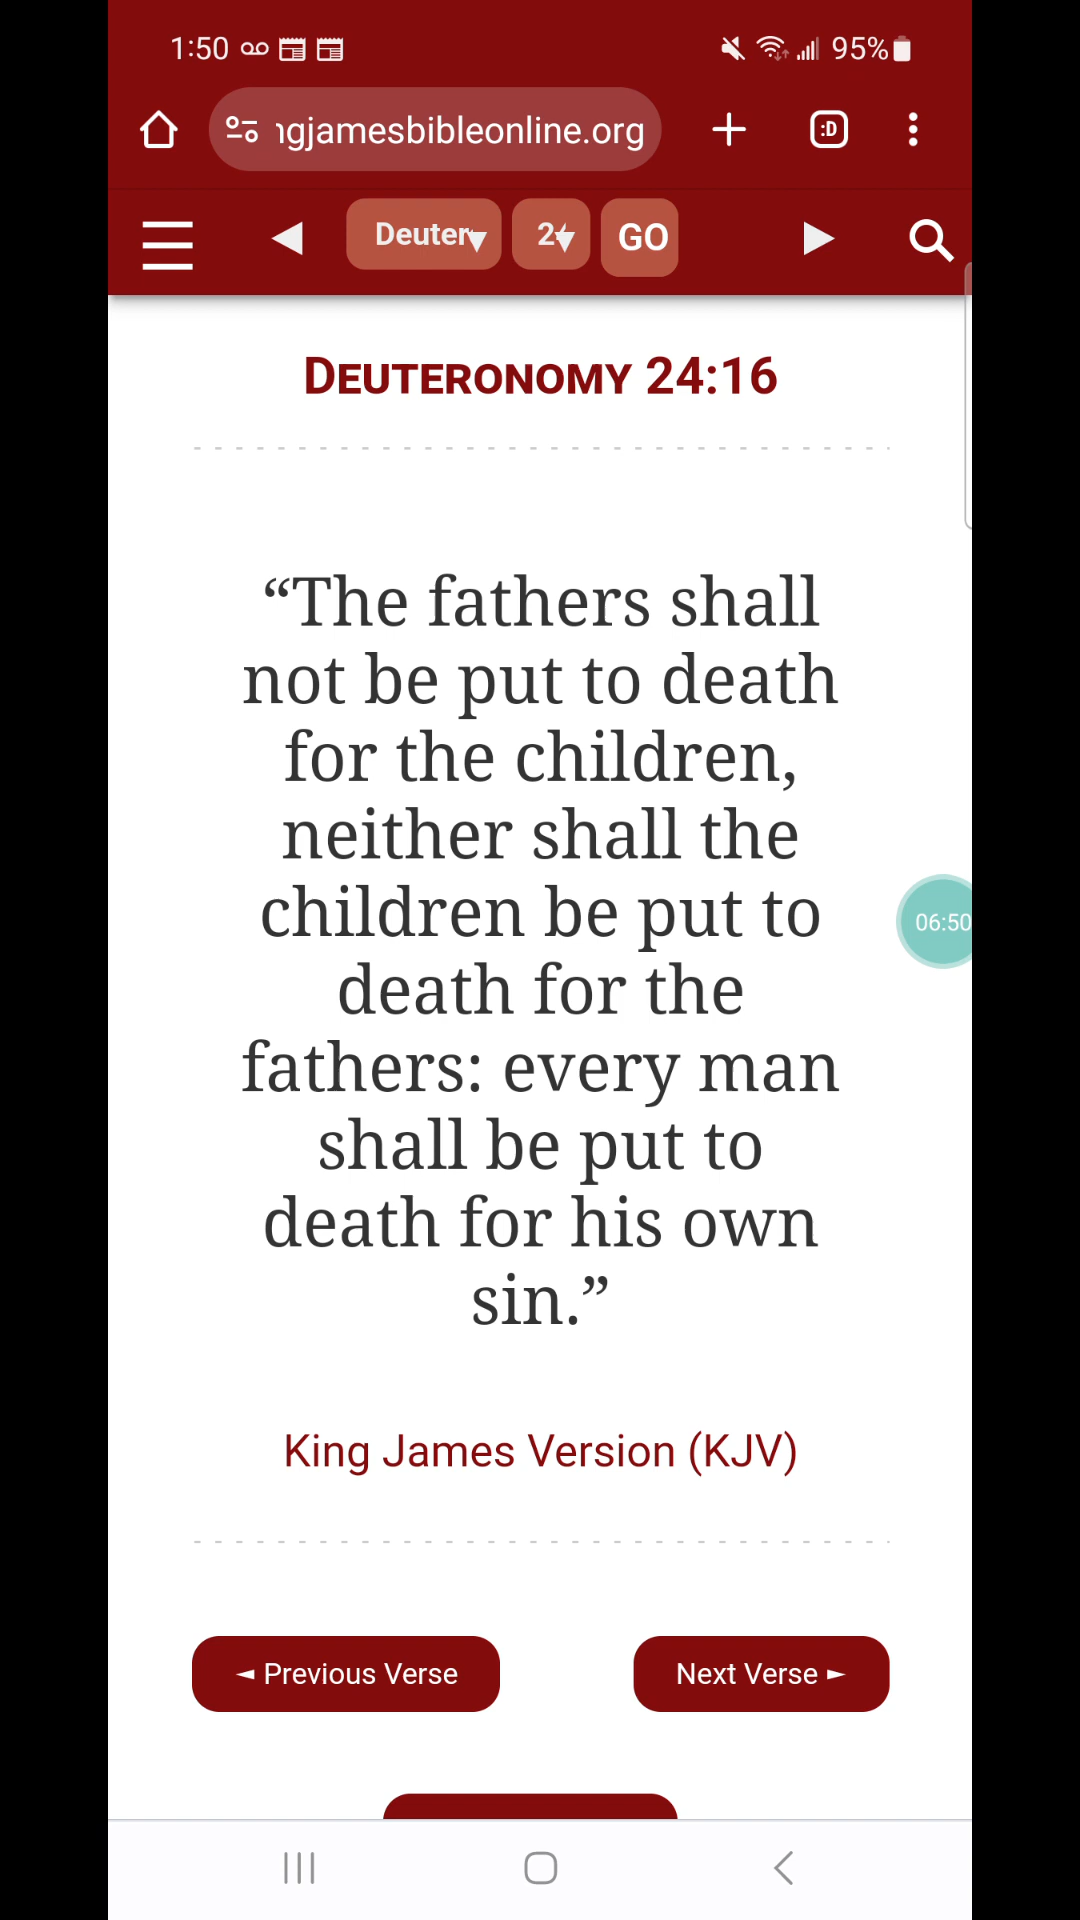 1:50
95%
ngjamesbibleonline.org
:D
Deuter
24
GO
DEUTERONOMY 24:16
“The fathers shall
not be put to death
for the children,
neither shall the
children be put to
death for the
fathers: every man
shall be put to
death for his own
sin.”
06:50
King James Version (KJV)
◄ Previous Verse
Next Verse ►